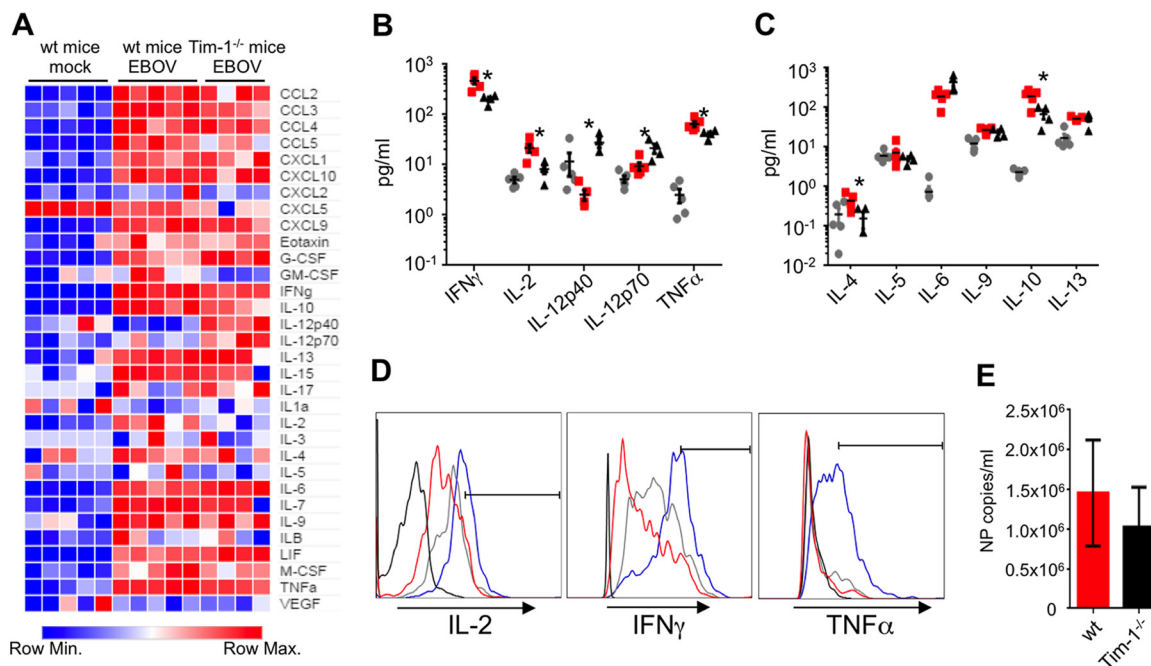 A
wt mice
mock
wt mice
EBOV
Tim-1-/- mice
EBOV
CCL2
CCL3
CCL4
CCL5
CXCL1
CXCL10
CXCL2
CXCL5
CXCL9
Eotaxin
G-CSF
GM-CSF
IFNg
IL-10
IL-12p40
IL-12p70
IL-13
IL-15
IL-17
IL1a
IL-2
IL-3
IL-4
IL-5
IL-6
IL-7
IL-9
ILB
LIF
M-CSF
TNFa
VEGF
Row Min.
Row Max.
B
pg/ml
10³
10²
10¹
10⁰
10⁻¹
*
*
*
*
*
IFNγ
IL-2
IL-12p40
IL-12p70
TNFα
C
pg/ml
10³
10²
10¹
10⁰
10⁻¹
10⁻²
*
*
IL-4
IL-5
IL-6
IL-9
IL-10
IL-13
D
IL-2
IFNγ
TNFα
E
NP copies/ml
2.5x10⁶
2.0x10⁶
1.5x10⁶
1.0x10⁶
0.5x10⁶
0
wt
Tim-1-/-